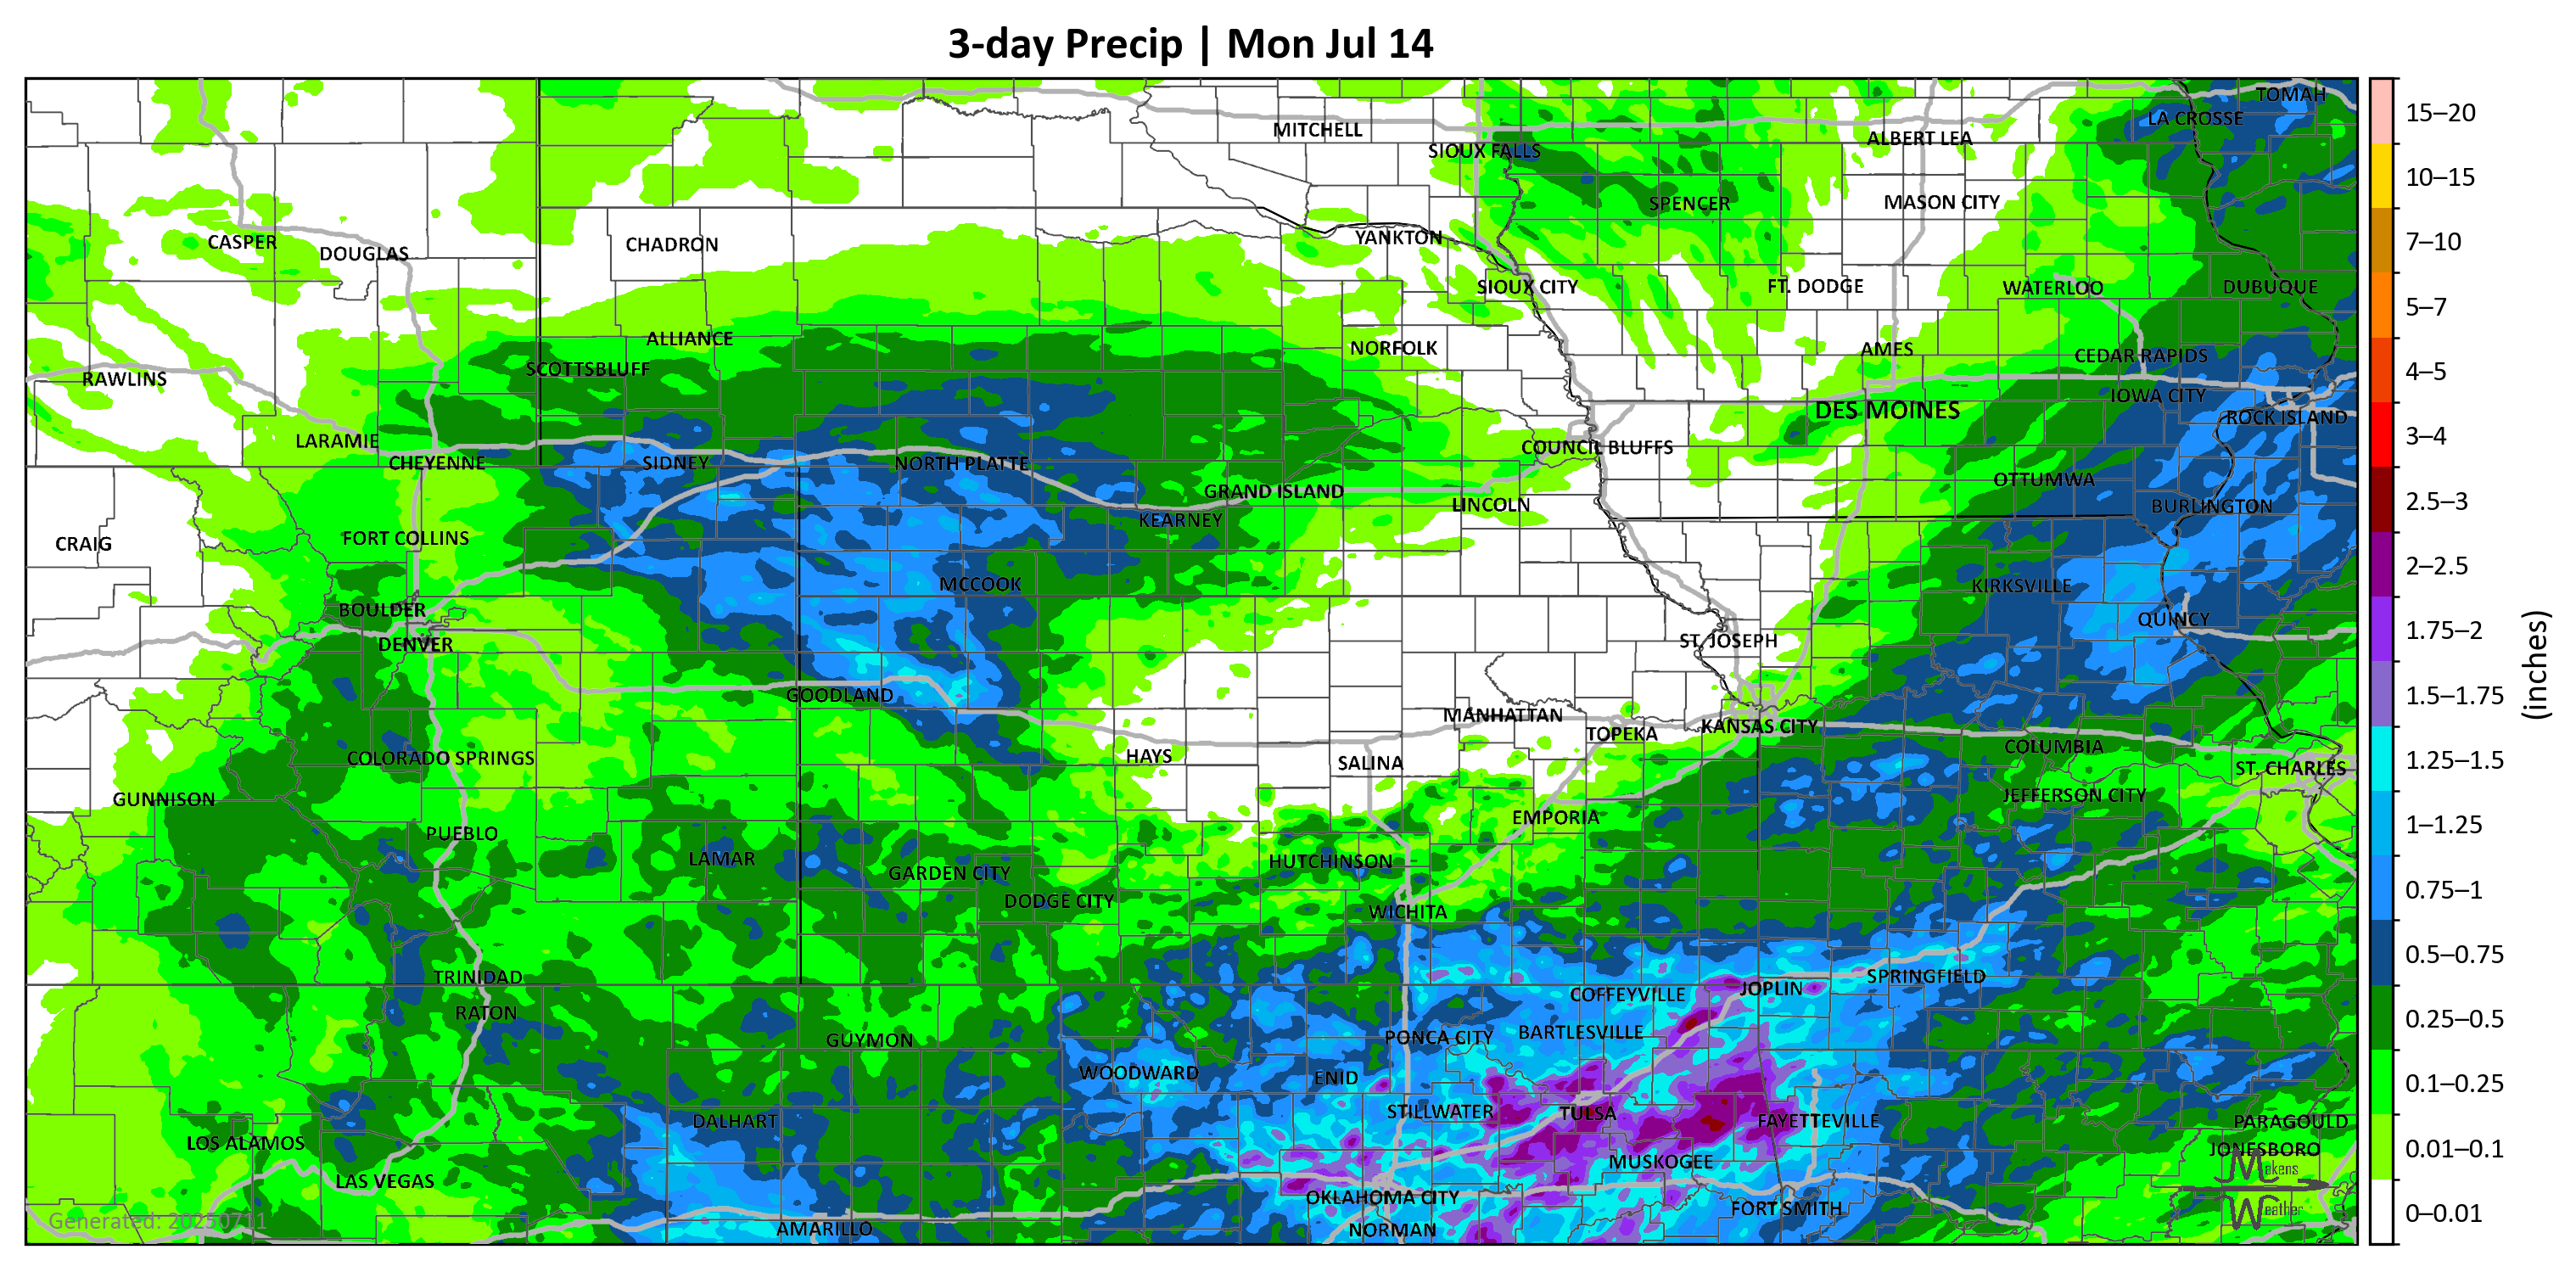 3-day Precip | Mon Jul 14
TOMAH
LA CROSSE
MITCHELL
ALBERT LEA
SIOUX FALLS
SPENCER
MASON CITY
CASPER
DOUGLAS
CHADRON
YANKTON
SIOUX CITY
FT. DODGE
WATERLOO
DUBUQUE
ALLIANCE
NORFOLK
AMES
CEDAR RAPIDS
SCOTTSBLUFF
RAWLINS
IOWA CITY
DES MOINES
ROCK ISLAND
LARAMIE
COUNCIL BLUFFS
CHEYENNE
SIDNEY
NORTH PLATTE
OTTUMWA
GRAND ISLAND
LINCOLN
BURLINGTON
KEARNEY
FORT COLLINS
CRAIG
MCCOOK
KIRKSVILLE
BOULDER
QUINCY
DENVER
ST. JOSEPH
GOODLAND
MANHATTAN
TOPEKA
KANSAS CITY
COLUMBIA
COLORADO SPRINGS
HAYS
SALINA
ST. CHARLES
GUNNISON
JEFFERSON CITY
EMPORIA
PUEBLO
LAMAR
HUTCHINSON
GARDEN CITY
DODGE CITY
WICHITA
TRINIDAD
SPRINGFIELD
COFFEYVILLE
JOPLIN
RATON
GUYMON
PONCA CITY
BARTLESVILLE
WOODWARD
ENID
STILLWATER
TULSA
DALHART
FAYETTEVILLE
PARAGOULD
LOS ALAMOS
JONESBORO
MUSKOGEE
LAS VEGAS
OKLAHOMA CITY
FORT SMITH
AMARILLO
NORMAN
Generated: 20250711
Makens
Weather
15–20
10–15
7–10
5–7
4–5
3–4
2.5–3
2–2.5
1.75–2
1.5–1.75
1.25–1.5
1–1.25
0.75–1
0.5–0.75
0.25–0.5
0.1–0.25
0.01–0.1
0–0.01
(inches)